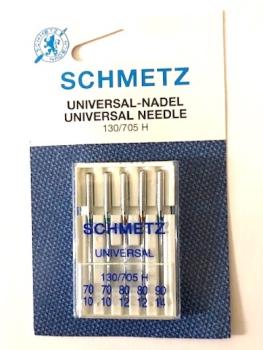 SCHMETZ
UNIVERSAL-NADEL
UNIVERSAL NEEDLE
130/705 H
SCHMETZ
UNIVERSAL
130/705 H
70 70 80 80 90
10 10 12 12 14